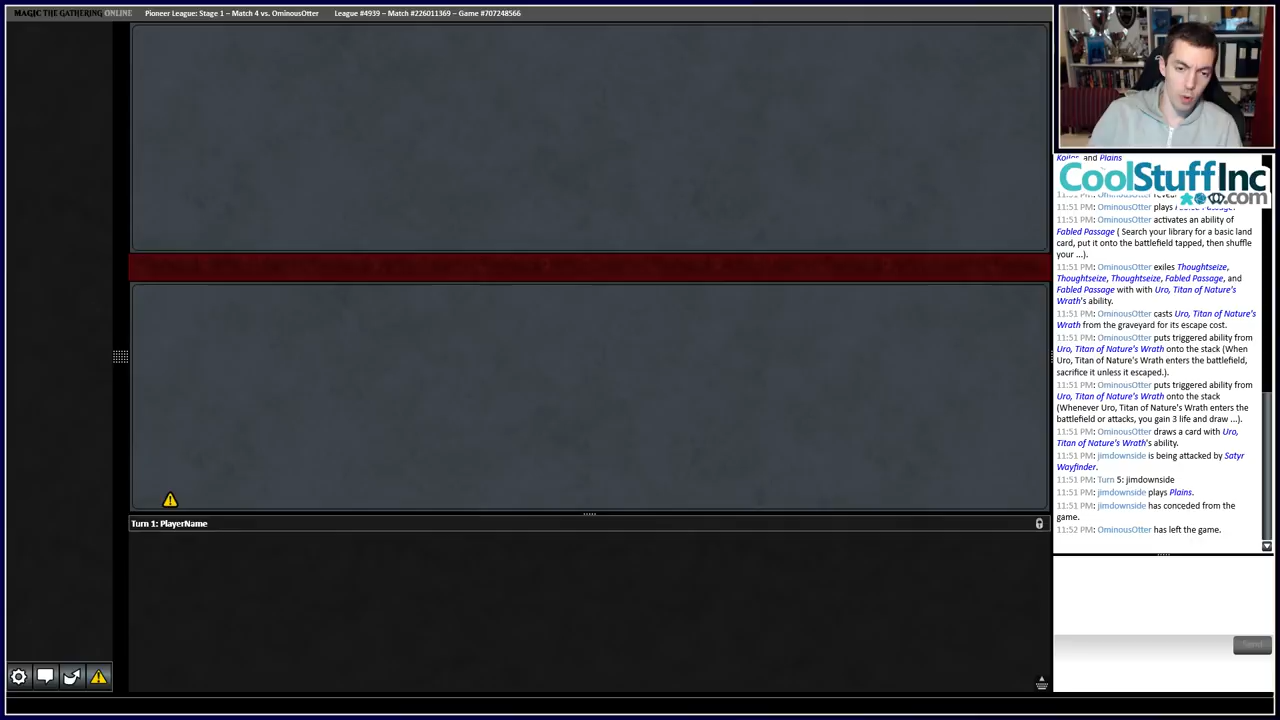 MAGIC THE GATHERING ONLINE
Pioneer League: Stage 1 – Match 4 vs. OminousOtter
League #4939 – Match #226011369 – Game #707248566
Koilos, and Plains
CoolStuffInc
.com
11:51 PM: OminousOtter plays Fabled Passage.
11:51 PM: OminousOtter activates an ability of
Fabled Passage ( Search your library for a basic land
card, put it onto the battlefield tapped, then shuffle
your ...).
11:51 PM: OminousOtter exiles Thoughtseize,
Thoughtseize, Thoughtseize, Fabled Passage, and
Fabled Passage with with Uro, Titan of Nature's
Wrath's ability.
11:51 PM: OminousOtter casts Uro, Titan of Nature's
Wrath from the graveyard for its escape cost.
11:51 PM: OminousOtter puts triggered ability from
Uro, Titan of Nature's Wrath onto the stack (When
Uro, Titan of Nature's Wrath enters the battlefield,
sacrifice it unless it escaped.).
11:51 PM: OminousOtter puts triggered ability from
Uro, Titan of Nature's Wrath onto the stack
(Whenever Uro, Titan of Nature's Wrath enters the
battlefield or attacks, you gain 3 life and draw ...).
11:51 PM: OminousOtter draws a card with Uro,
Titan of Nature's Wrath's ability.
11:51 PM: jimdownside is being attacked by Satyr
Wayfinder.
11:51 PM: Turn 5: jimdownside
11:51 PM: jimdownside plays Plains.
11:51 PM: jimdownside has conceded from the
game.
11:52 PM: OminousOtter has left the game.
Turn 1: PlayerName
Send